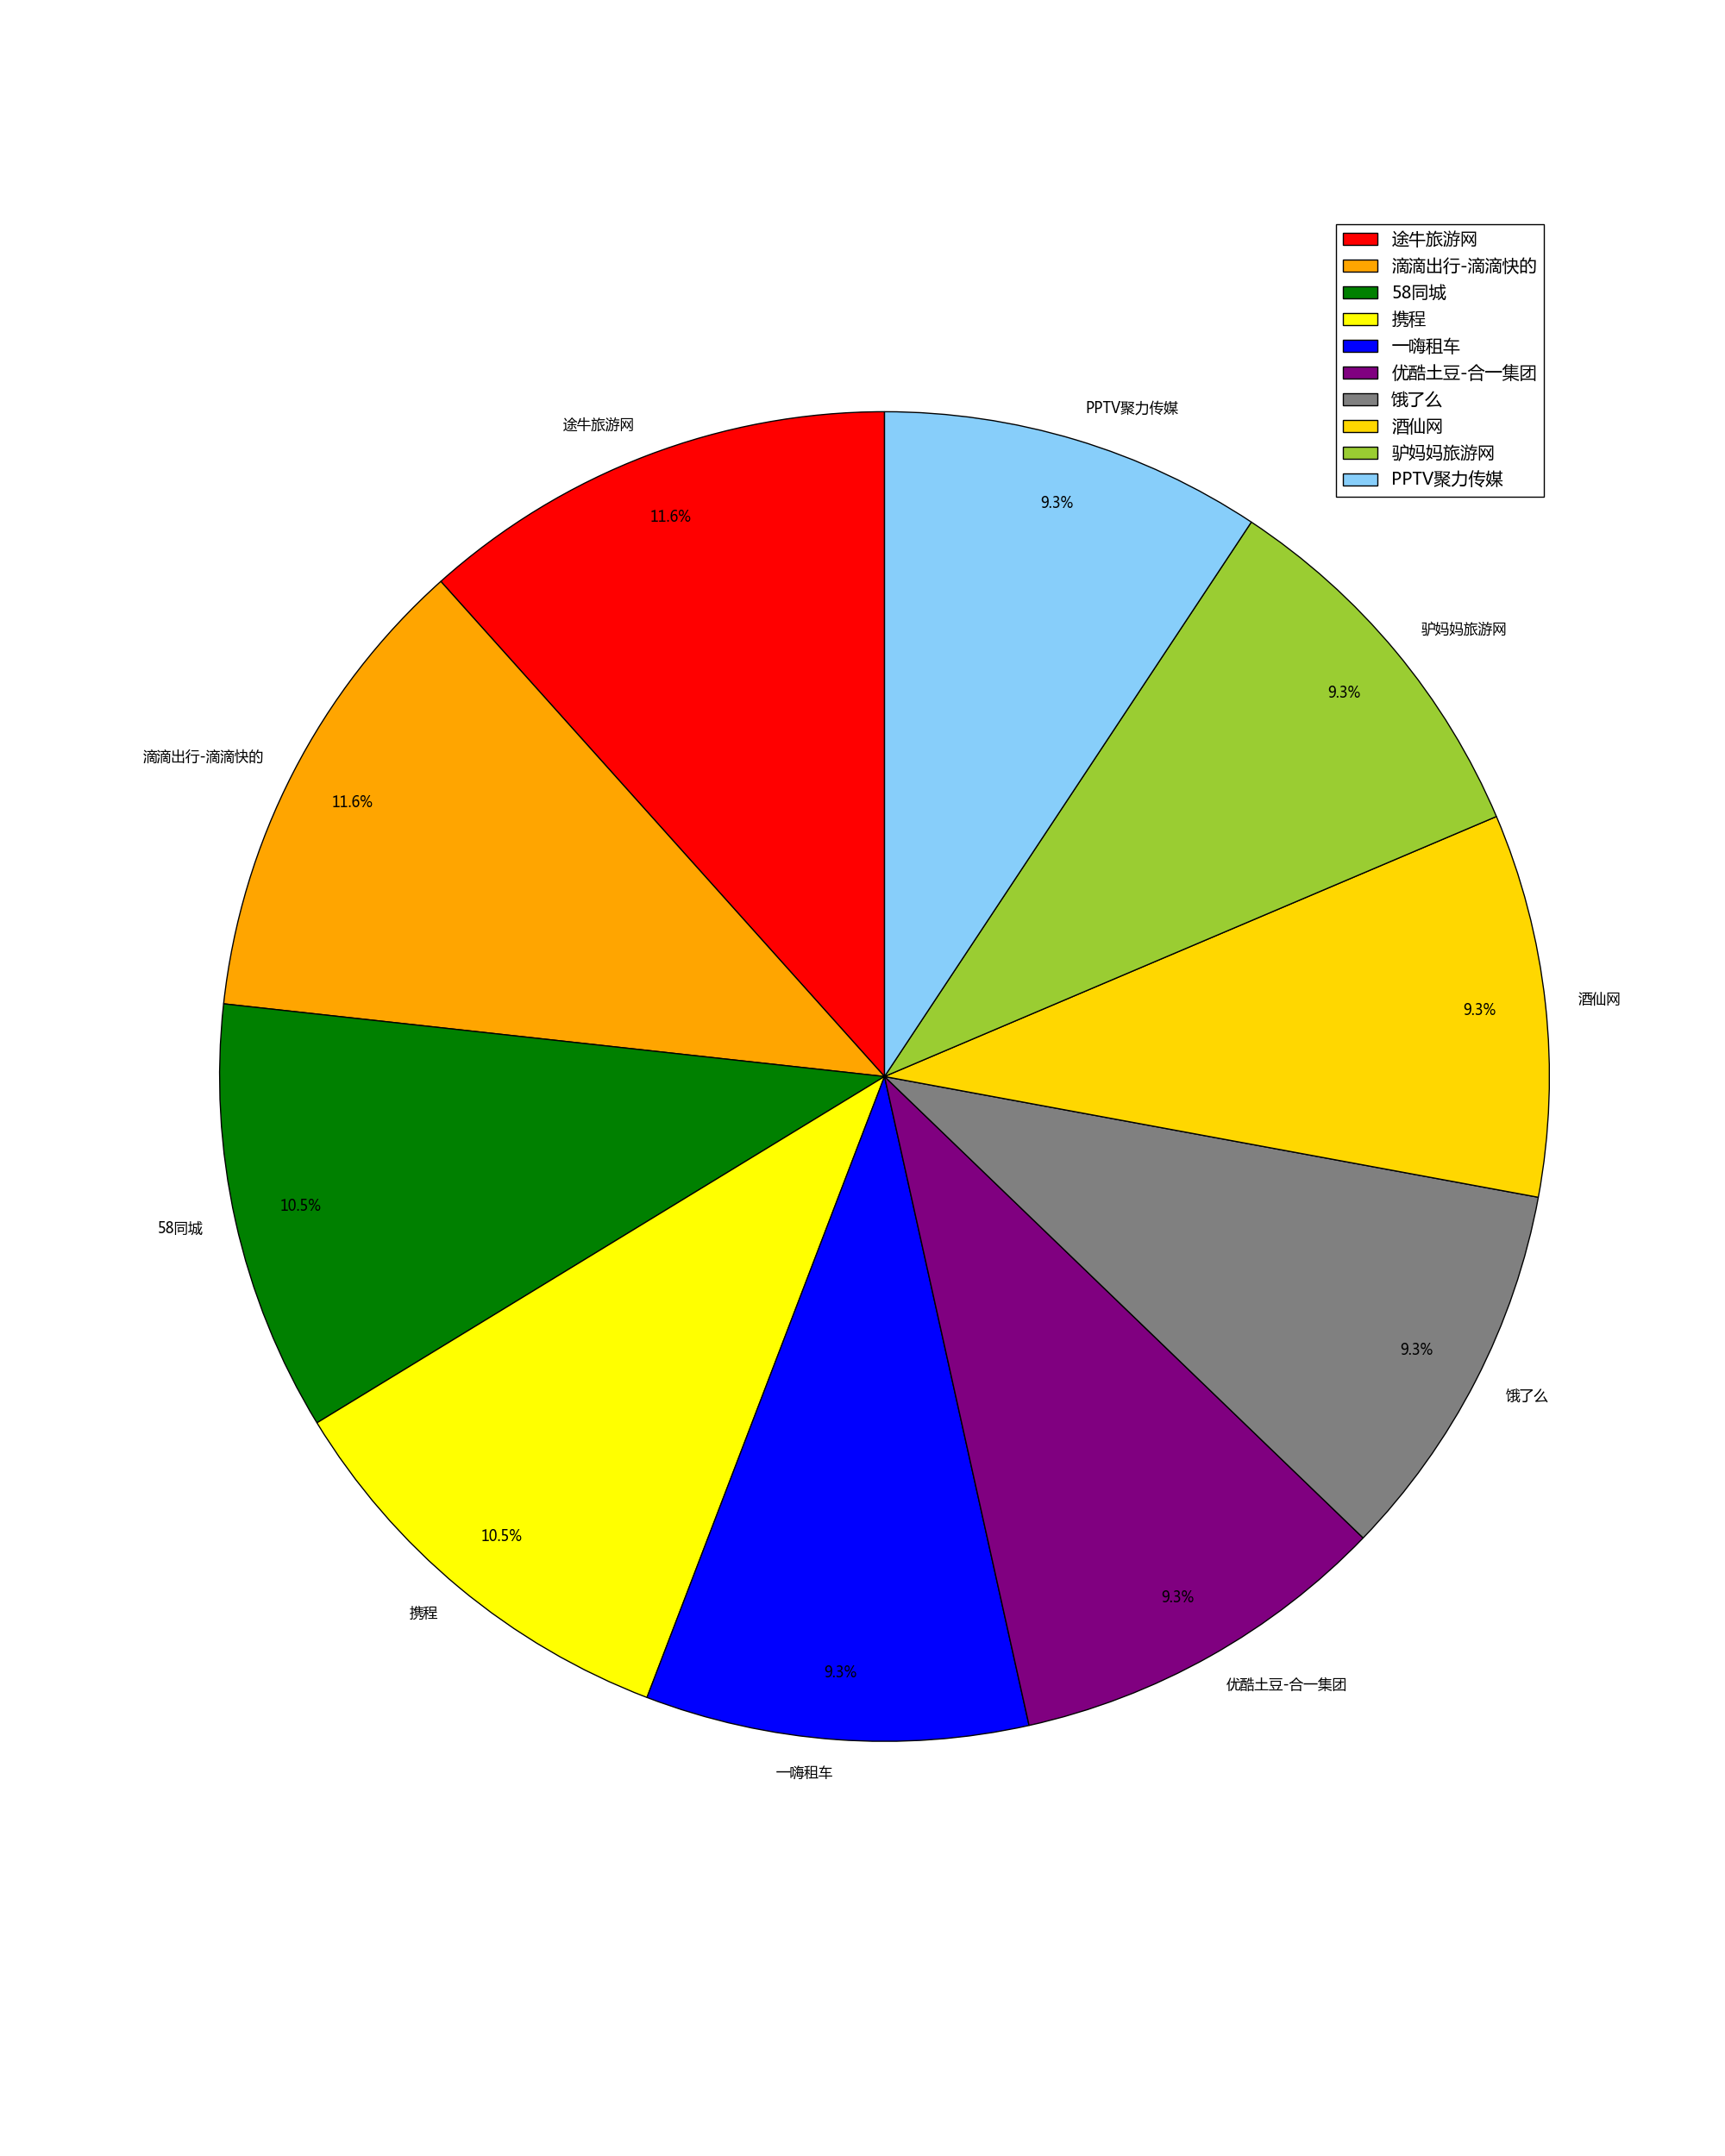 途牛旅游网
滴滴出行-滴滴快的
58同城
携程
一嗨租车
优酷土豆-合一集团
饿了么
酒仙网
驴妈妈旅游网
PPTV聚力传媒
PPTV聚力传媒
途牛旅游网
9.3%
11.6%
驴妈妈旅游网
9.3%
滴滴出行-滴滴快的
11.6%
酒仙网
9.3%
10.5%
58同城
9.3%
饿了么
10.5%
9.3%
携程
9.3%
优酷土豆-合一集团
一嗨租车